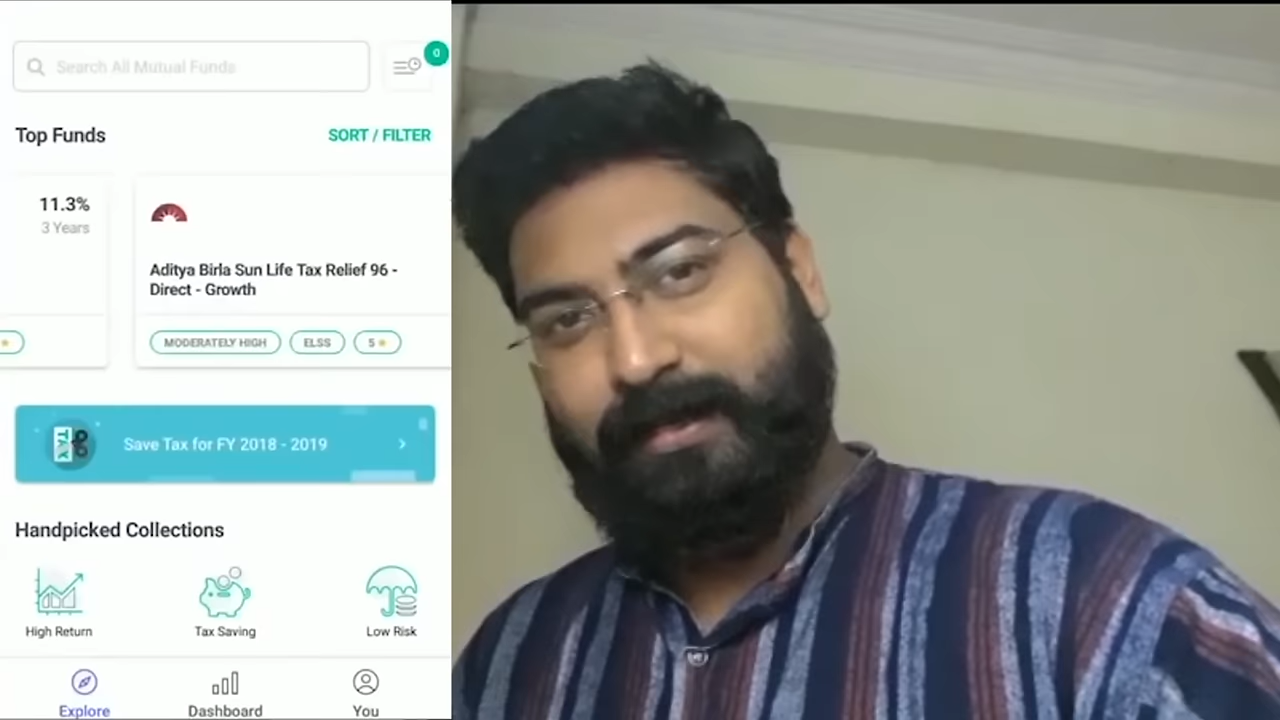 Search All Mutual Funds
0
Top Funds
SORT / FILTER
11.3%
3 Years
Aditya Birla Sun Life Tax Relief 96 -
Direct - Growth
MODERATELY HIGH
ELSS
5
TAX
Save Tax for FY 2018 - 2019
Handpicked Collections
High Return
Tax Saving
Low Risk
Explore
Dashboard
You